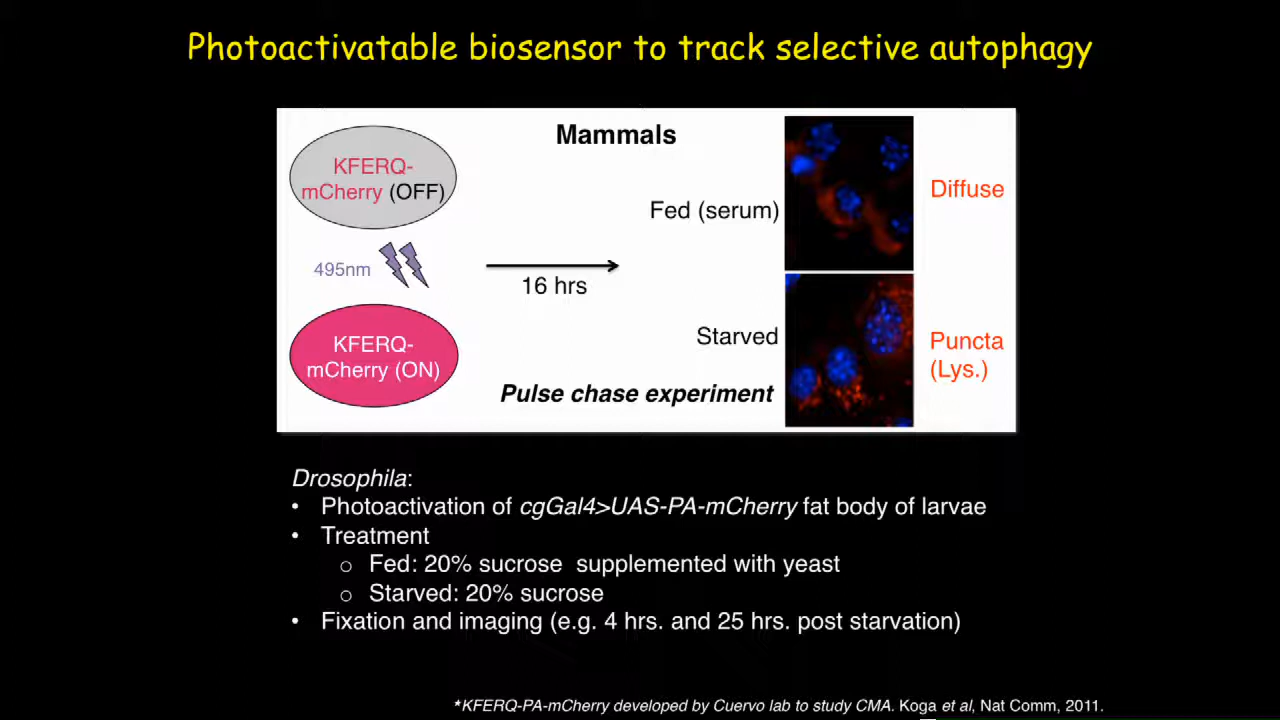 Photoactivatable biosensor to track selective autophagy
Mammals
KFERQ-
mCherry (OFF)
495nm
KFERQ-
mCherry (ON)
16 hrs
Fed (serum)
Diffuse
Starved
Puncta
(Lys.)
Pulse chase experiment
Drosophila:
• Photoactivation of cgGal4>UAS-PA-mCherry fat body of larvae
• Treatment
o Fed: 20% sucrose supplemented with yeast
o Starved: 20% sucrose
• Fixation and imaging (e.g. 4 hrs. and 25 hrs. post starvation)
*KFERQ-PA-mCherry developed by Cuervo lab to study CMA. Koga et al, Nat Comm, 2011.